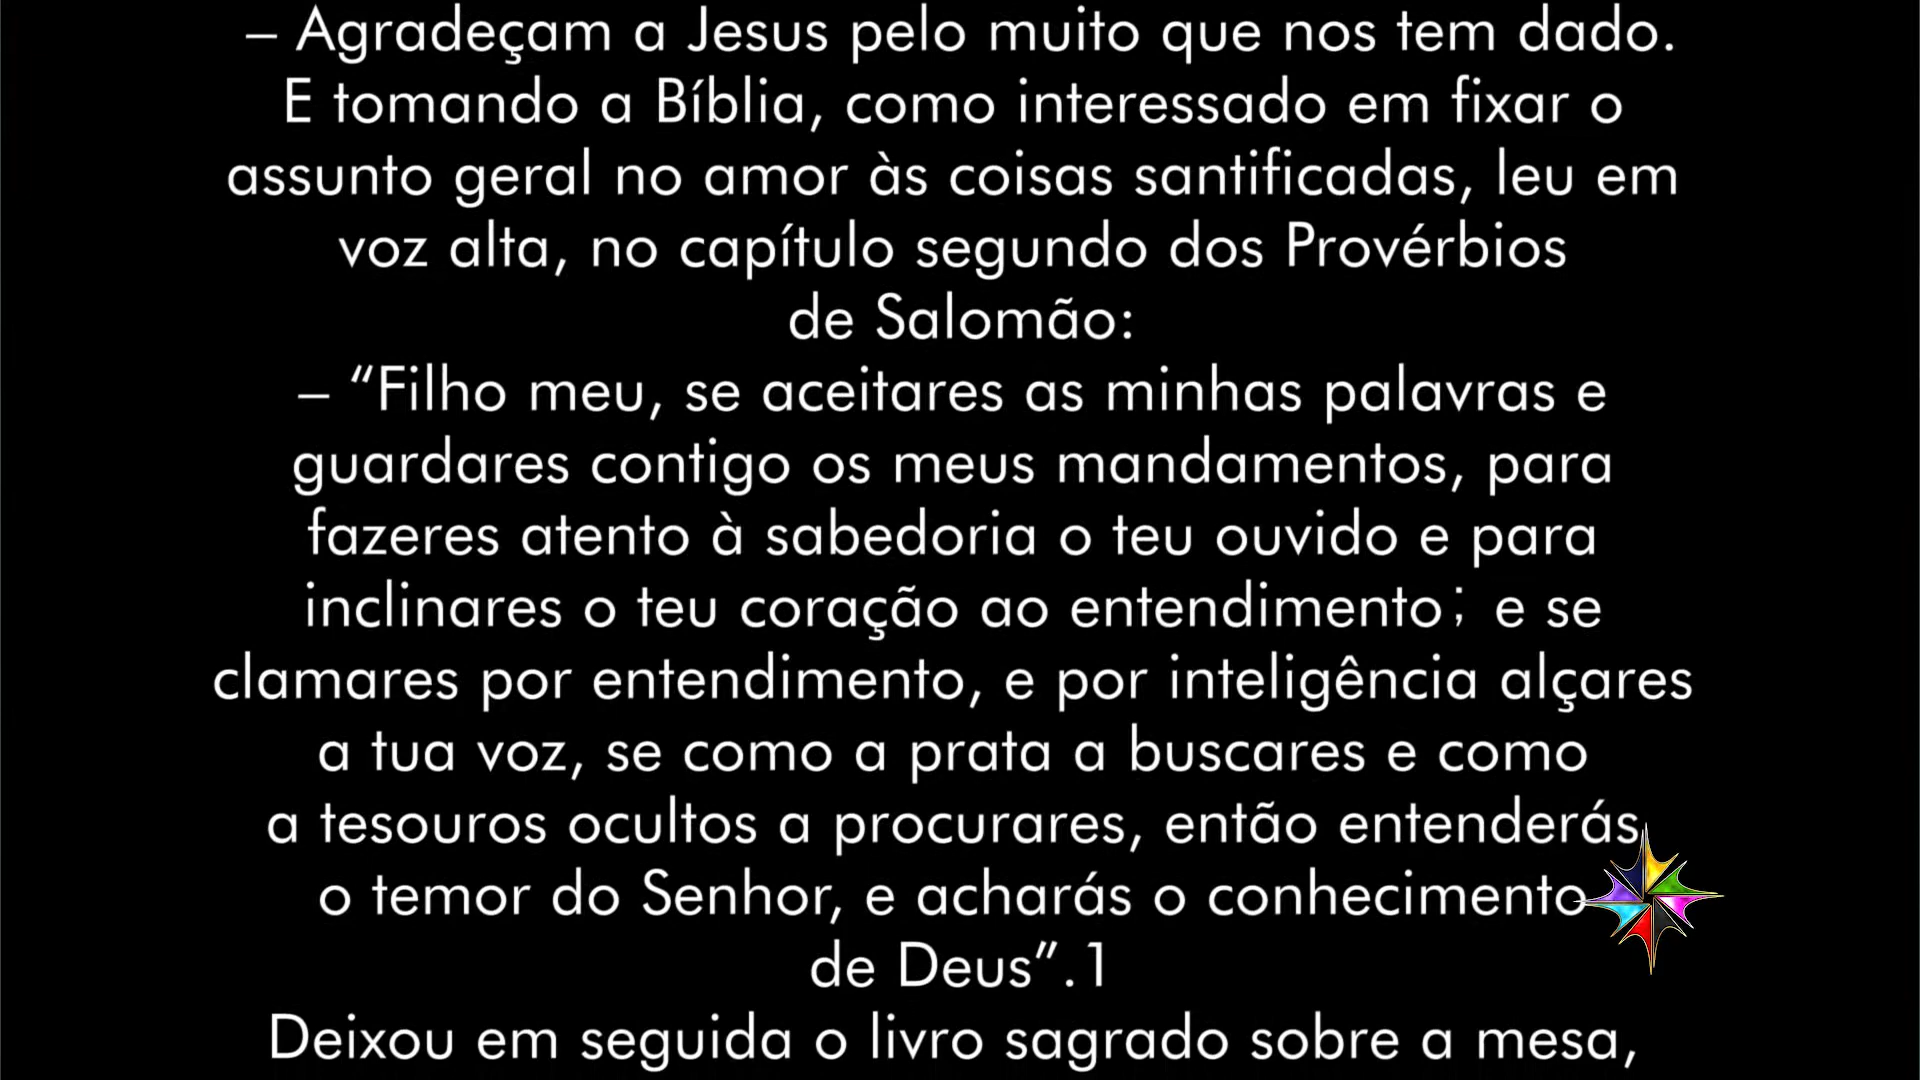 – Agradeçam a Jesus pelo muito que nos tem dado.
E tomando a Bíblia, como interessado em fixar o
assunto geral no amor às coisas santificadas, leu em
voz alta, no capítulo segundo dos Provérbios
de Salomão:
– “Filho meu, se aceitares as minhas palavras e
guardares contigo os meus mandamentos, para
fazeres atento à sabedoria o teu ouvido e para
inclinares o teu coração ao entendimento; e se
clamares por entendimento, e por inteligência alçares
a tua voz, se como a prata a buscares e como
a tesouros ocultos a procurares, então entenderás
o temor do Senhor, e acharás o conhecimento
de Deus”.1
Deixou em seguida o livro sagrado sobre a mesa,